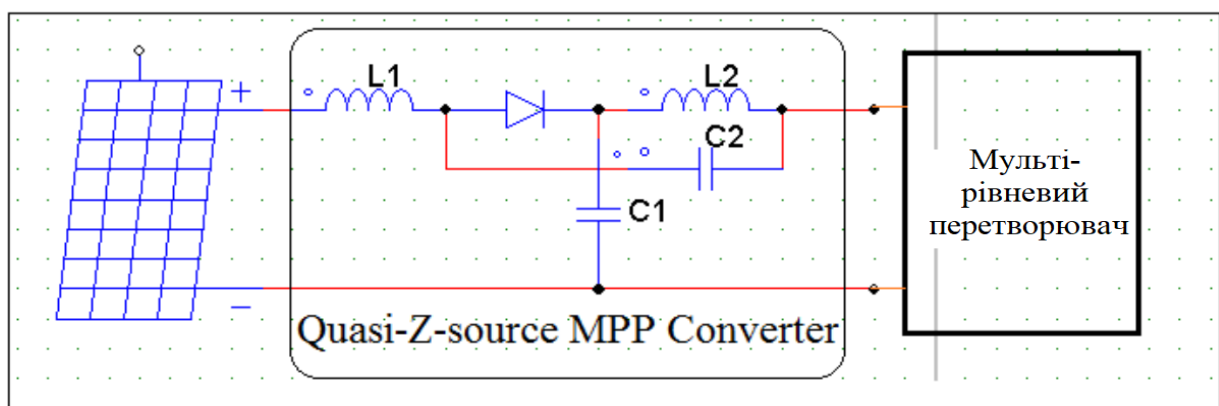 +
L1
L2
C2
C1
−
Мульті-
рівневий
перетворювач
Quasi-Z-source MPP Converter